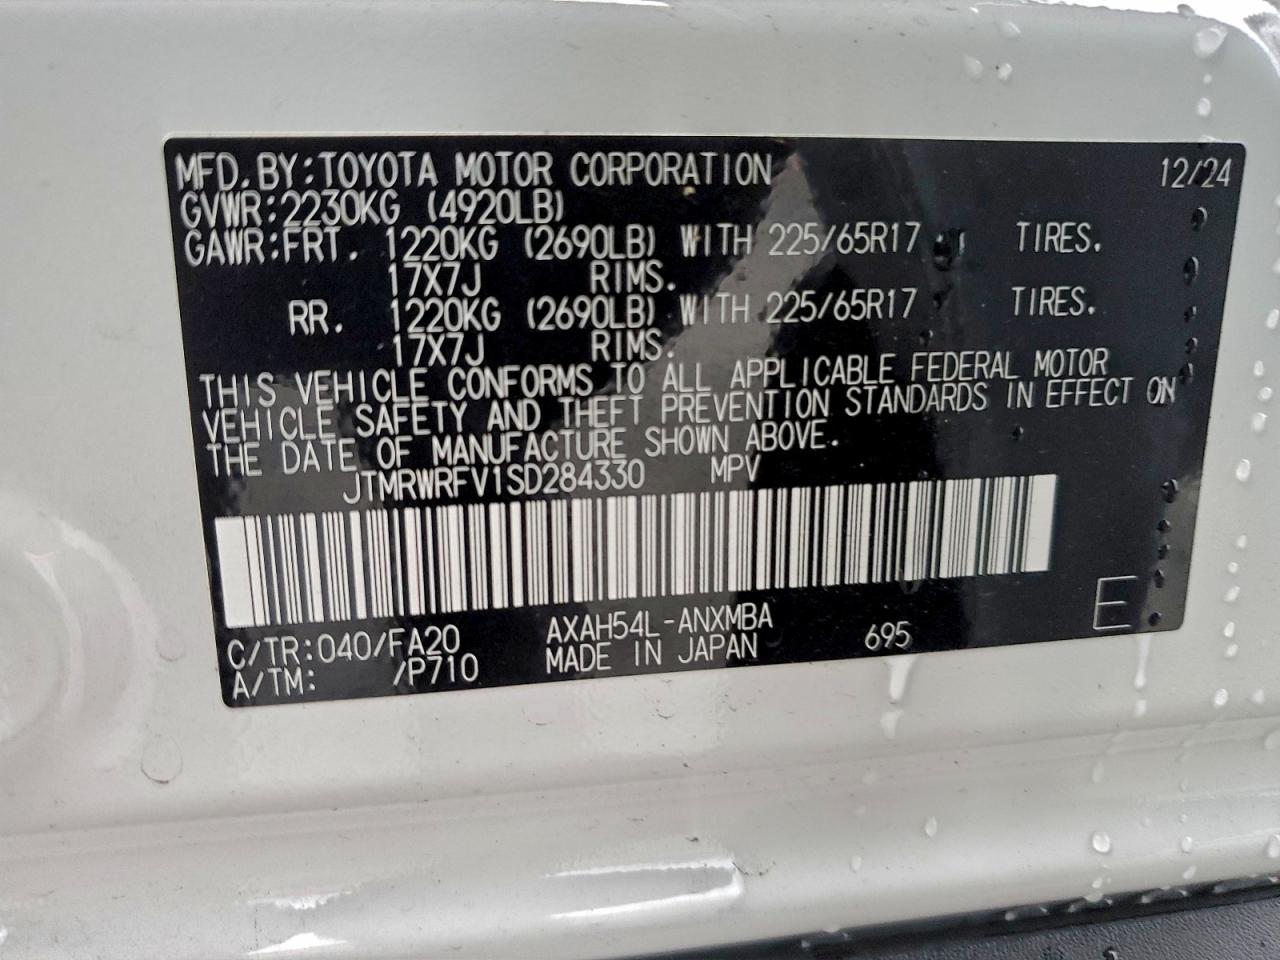 MFD.BY:TOYOTA MOTOR CORPORATION 12/24
GVWR:2230KG (4920LB)
GAWR:FRT. 1220KG (2690LB) WITH 225/65R17 TIRES.
17X7J RIMS.
RR. 1220KG (2690LB) WITH 225/65R17 TIRES.
17X7J RIMS.
THIS VEHICLE CONFORMS TO ALL APPLICABLE FEDERAL MOTOR
VEHICLE SAFETY AND THEFT PREVENTION STANDARDS IN EFFECT ON
THE DATE OF MANUFACTURE SHOWN ABOVE.
JTMRWRFV1SD284330 MPV
C/TR:040/FA20 AXAH54L-ANXMBA 695 E
A/TM: /P710 MADE IN JAPAN